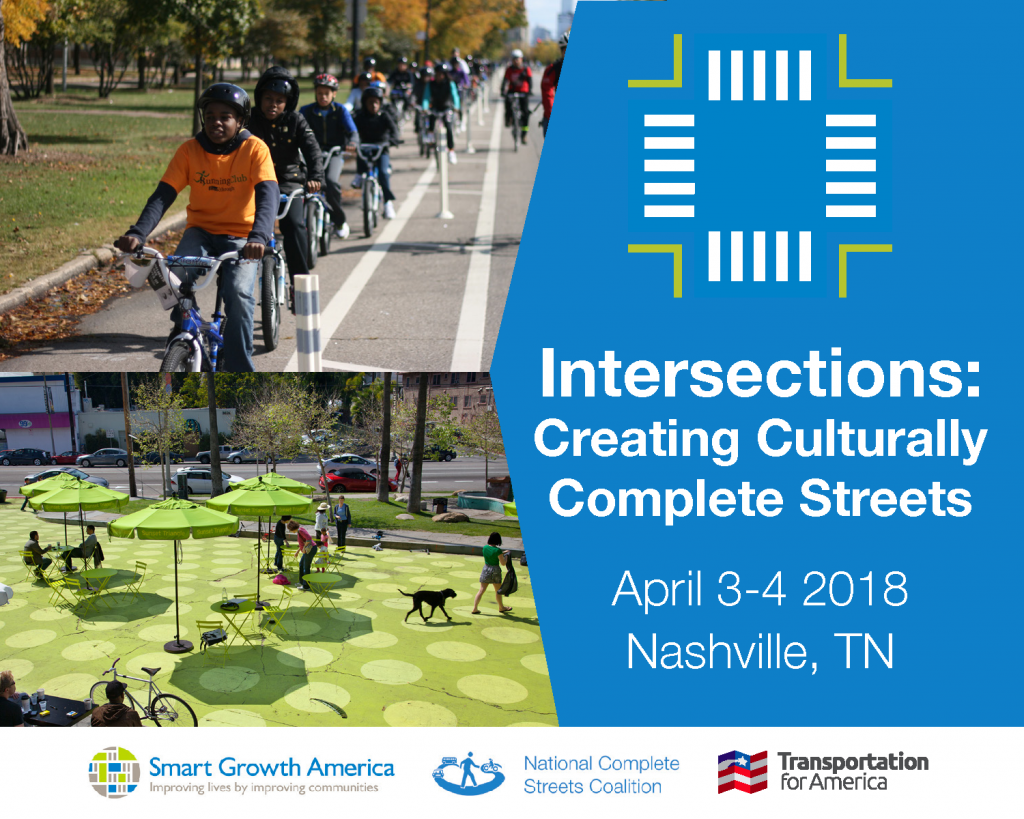 Intersections:
Creating Culturally
Complete Streets
April 3-4 2018
Nashville, TN
Smart Growth America
Improving lives by improving communities
National Complete
Streets Coalition
Transportation
for America